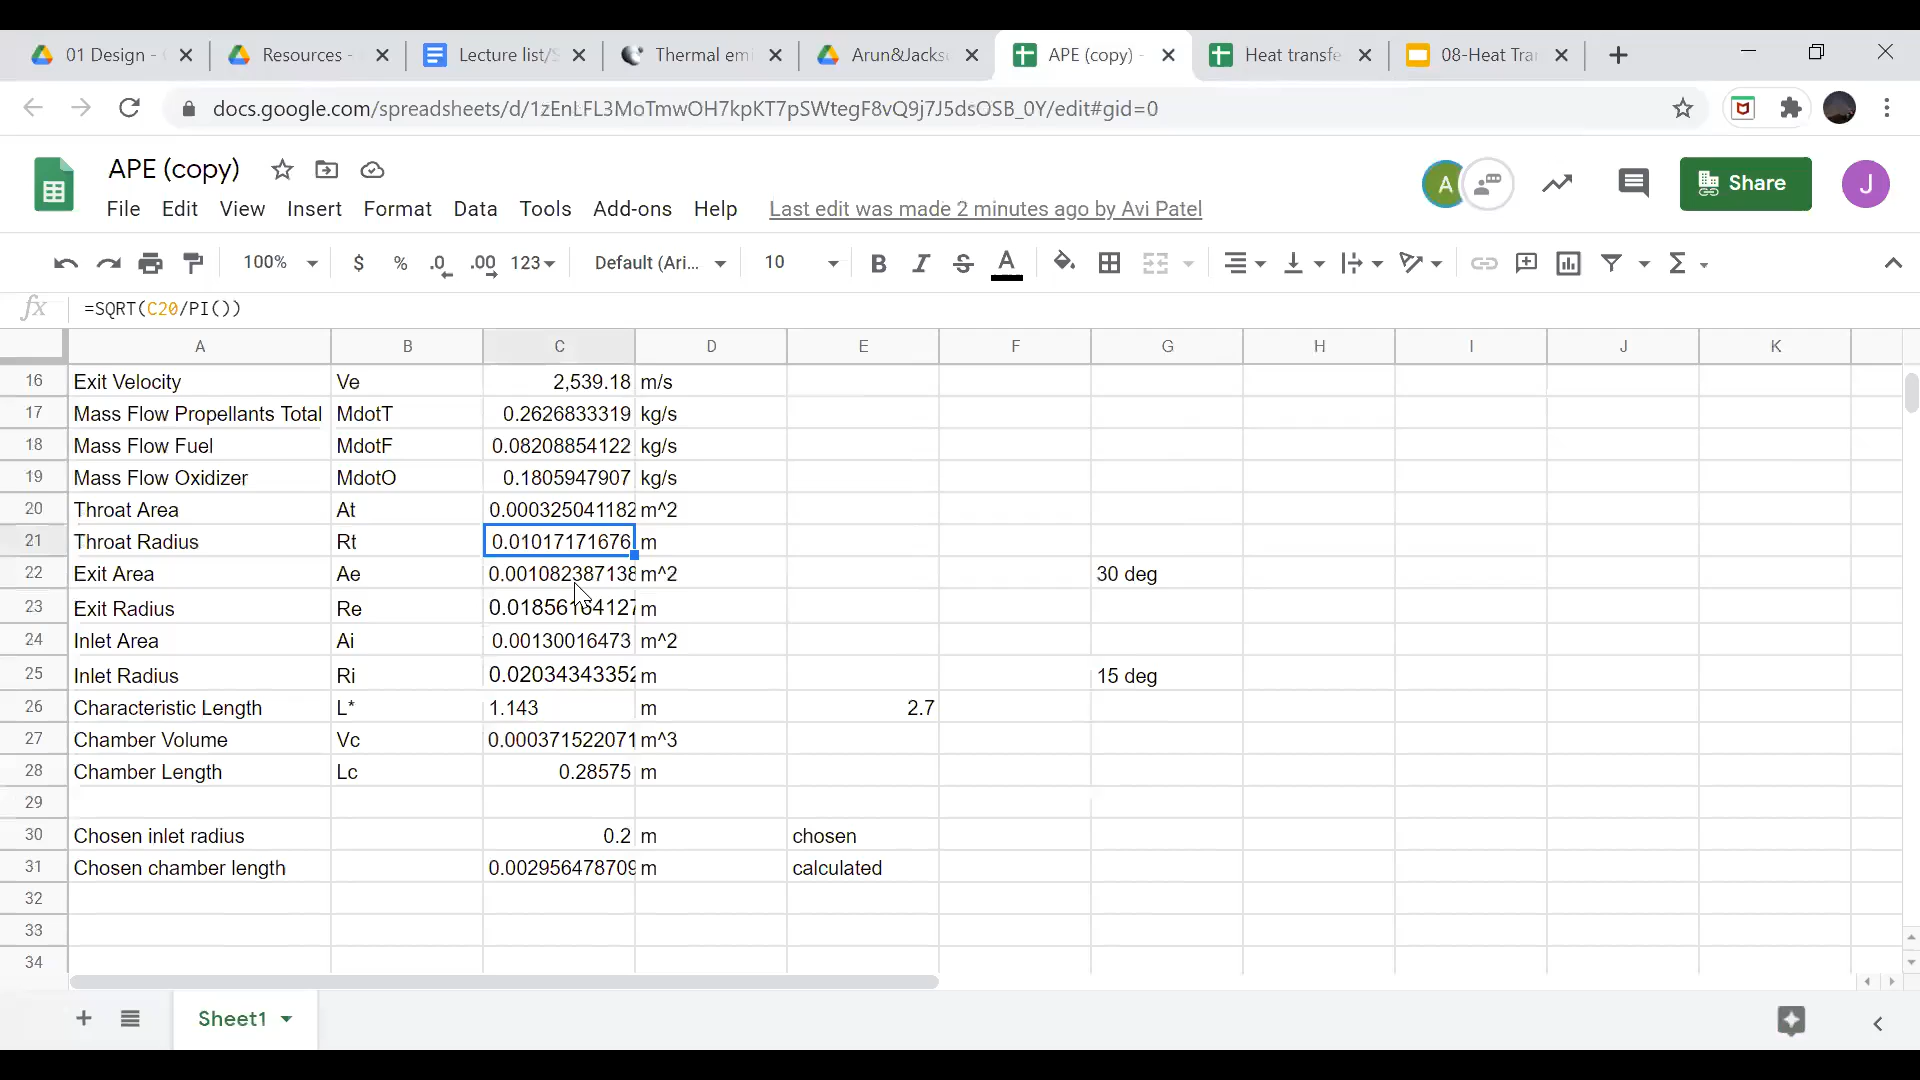 01 Design -
Resources -
Lecture list/S
Thermal emi
Arun&Jacks
APE (copy) -
Heat transfe
08-Heat Tra
docs.google.com/spreadsheets/d/1zEnLFL3MoTmwOH7kpKT7pSWtegF8vQ9j7J5dsOSB_0Y/edit#gid=0
APE (copy)
A
Share
J
File Edit View Insert Format Data Tools Add-ons Help Last edit was made 2 minutes ago by Avi Patel
100% $ % .0 .00 123 Default (Ari... 10 B I S A Σ
fx =SQRT(C20/PI())
A B C D E F G H I J K
16 Exit Velocity Ve 2,539.18 m/s
17 Mass Flow Propellants Total MdotT 0.2626833319 kg/s
18 Mass Flow Fuel MdotF 0.08208854122 kg/s
19 Mass Flow Oxidizer MdotO 0.1805947907 kg/s
20 Throat Area At 0.000325041182 m^2
21 Throat Radius Rt 0.01017171676 m
22 Exit Area Ae 0.001082387138 m^2 30 deg
23 Exit Radius Re m
24 Inlet Area Ai 0.00130016473 m^2
25 Inlet Radius Ri 0.02034343352 m 15 deg
26 Characteristic Length L* 1.143 m 2.7
27 Chamber Volume Vc 0.000371522071 m^3
28 Chamber Length Lc 0.28575 m
29
30 Chosen inlet radius 0.2 m chosen
31 Chosen chamber length 0.002956478709 m calculated
32
33
34
Sheet1